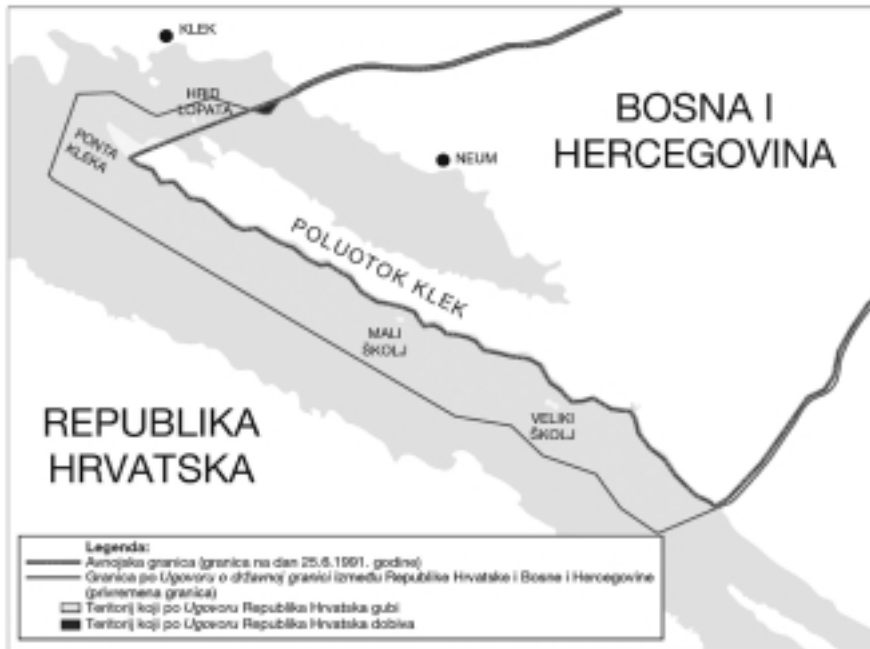 KLEK
HRID
LOPATA
BOSNA I
HERCEGOVINA
PONTA
KLEKA
NEUM
POLUOTOK KLEK
MALI
ŠKOLJ
VELIKI
ŠKOLJ
REPUBLIKA
HRVATSKA
Legenda:
Avnojska granica (granica na dan 25.6.1991. godine)
Granica po Ugovoru o državnoj granici između Republike Hrvatske i Bosne i Hercegovine
(privremena granica)
Teritorij koji po Ugovoru Republika Hrvatska gubi
Teritorij koji po Ugovoru Republika Hrvatska dobiva